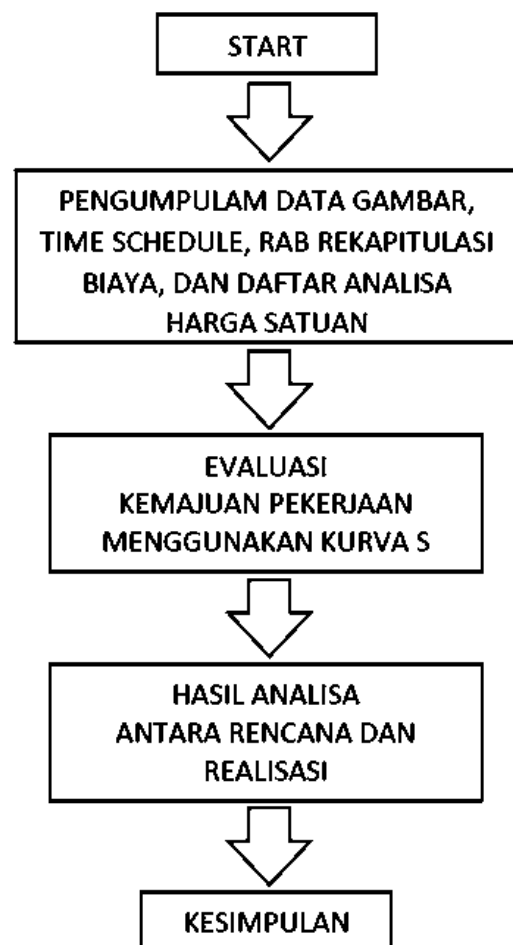 START
PENGUMPULAM DATA GAMBAR,
TIME SCHEDULE, RAB REKAPITULASI
BIAYA, DAN DAFTAR ANALISA
HARGA SATUAN
EVALUASI
KEMAJUAN PEKERJAAN
MENGGUNAKAN KURVA S
HASIL ANALISA
ANTARA RENCANA DAN
REALISASI
KESIMPULAN